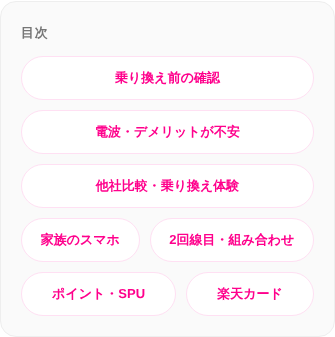 目次
乗り換え前の確認
電波・デメリットが不安
他社比較・乗り換え体験
家族のスマホ
2回線目・組み合わせ
ポイント・SPU
楽天カード